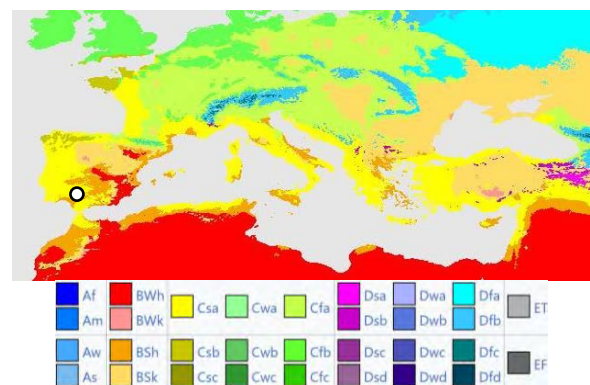 Af BWh Csa Cwa Cfa Dsa Dwa Dfa ET
Am BWk Dsb Dwb Dfb
Aw BSh Csb Cwb Cfb Dsc Dwc Dfc EF
As BSk Csc Cwc Cfc Dsd Dwd Dfd